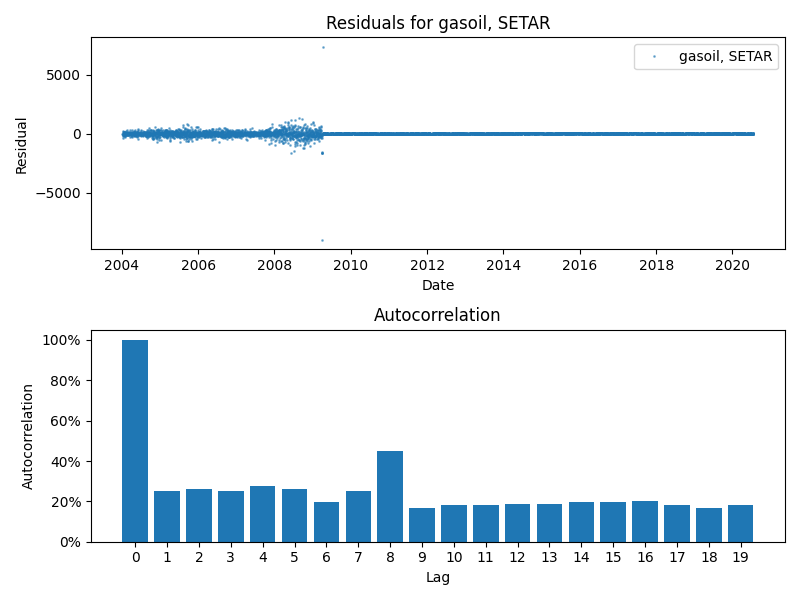 Residuals for gasoil, SETAR
gasoil, SETAR
5000
0
−5000
Residual
2004 2006 2008 2010 2012 2014 2016 2018 2020
Date
Autocorrelation
100%
80%
60%
40%
20%
0%
Autocorrelation
0 1 2 3 4 5 6 7 8 9 10 11 12 13 14 15 16 17 18 19
Lag